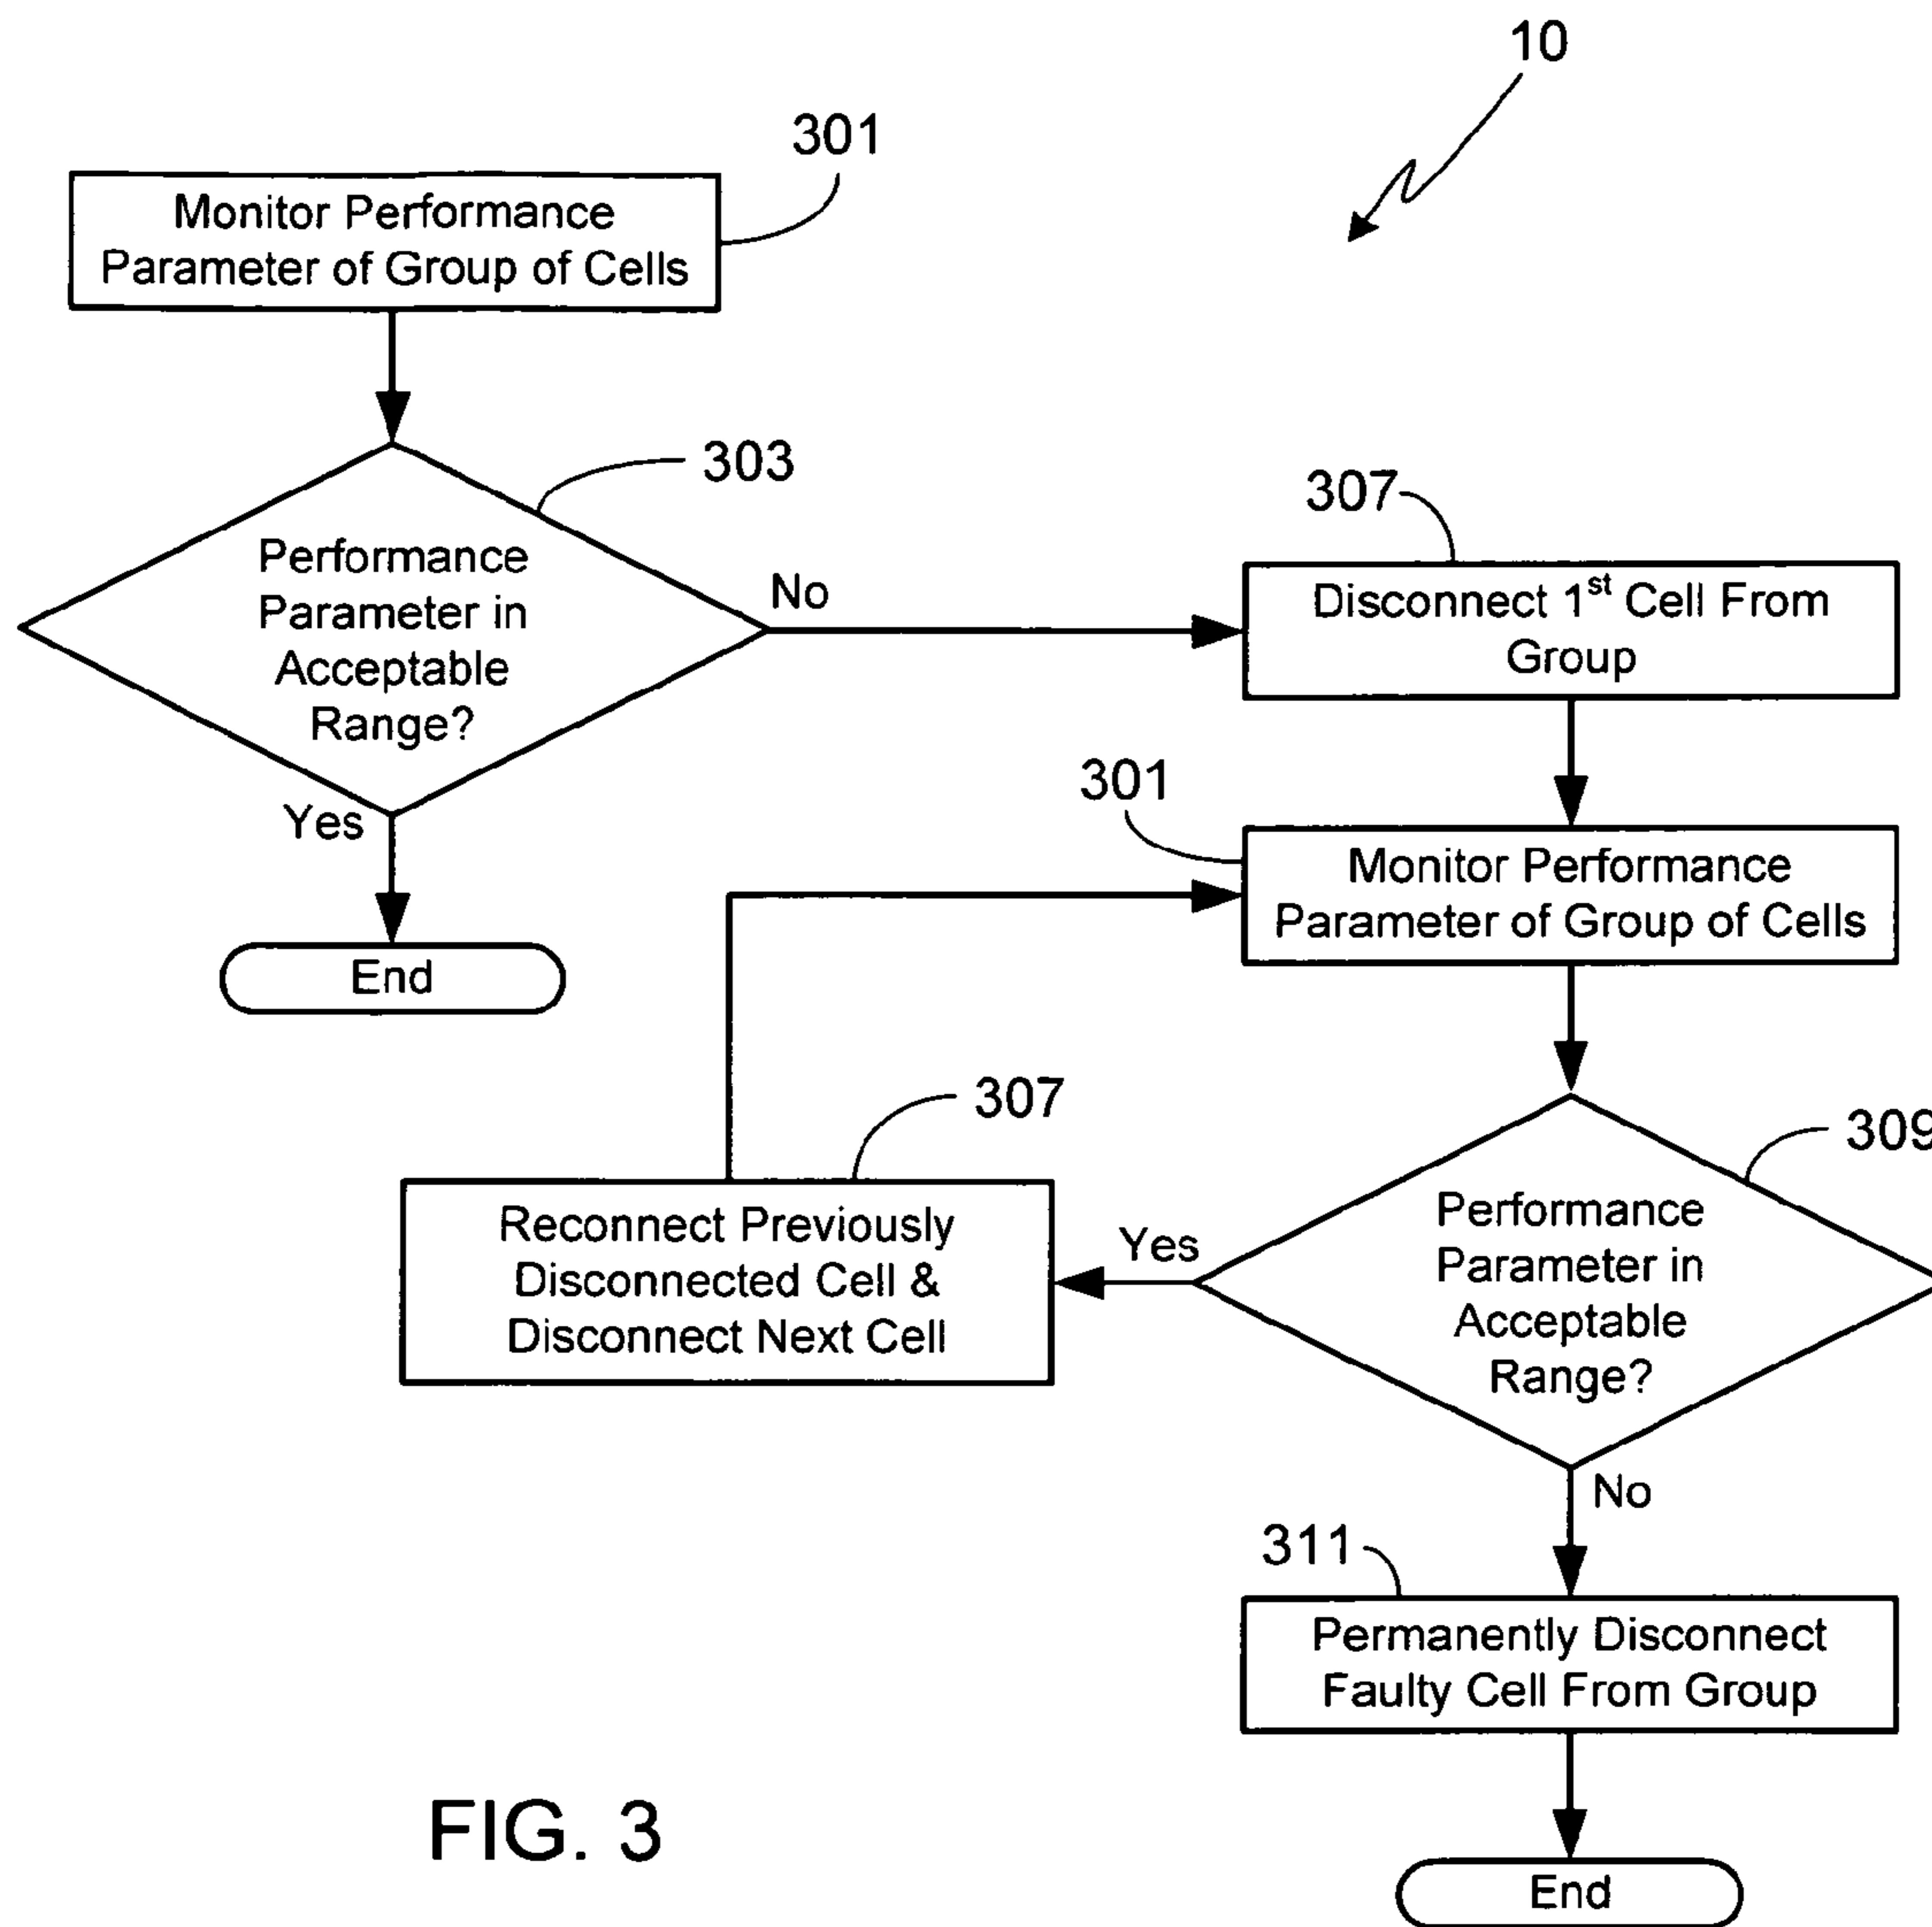 10
301
Monitor Performance
Parameter of Group of Cells
303
Performance
Parameter in
Acceptable
Range?
No
Yes
End
307
Disconnect 1st Cell From
Group
301
Monitor Performance
Parameter of Group of Cells
309
Performance
Parameter in
Acceptable
Range?
Yes
No
307
Reconnect Previously
Disconnected Cell &
Disconnect Next Cell
311
Permanently Disconnect
Faulty Cell From Group
End
FIG. 3